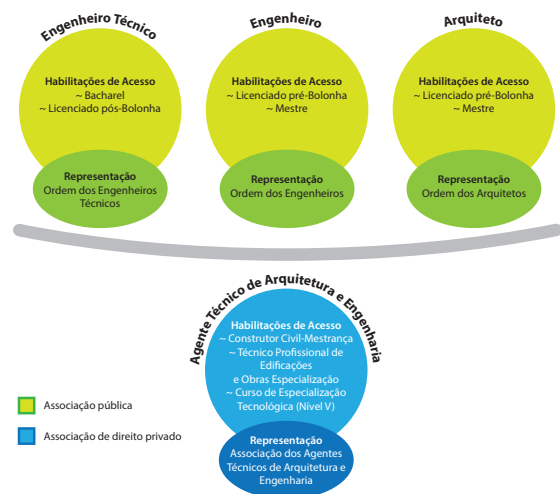 Engenheiro Técnico
Habilitações de Acesso
~ Bacharel
~ Licenciado pós-Bolonha
Representação
Ordem dos Engenheiros
Técnicos
Engenheiro
Habilitações de Acesso
~ Licenciado pré-Bolonha
~ Mestre
Representação
Ordem dos Engenheiros
Arquiteto
Habilitações de Acesso
~ Licenciado pré-Bolonha
~ Mestre
Representação
Ordem dos Arquitetos
Agente Técnico de Arquitetura e Engenharia
Habilitações de Acesso
~ Construtor Civil-Mestrança
~ Técnico Profissional de
Edificações
e Obras Especialização
~ Curso de Especialização
Tecnológica (Nível V)
Representação
Associação dos Agentes
Técnicos de Arquitetura e
Engenharia
Associação pública
Associação de direito privado